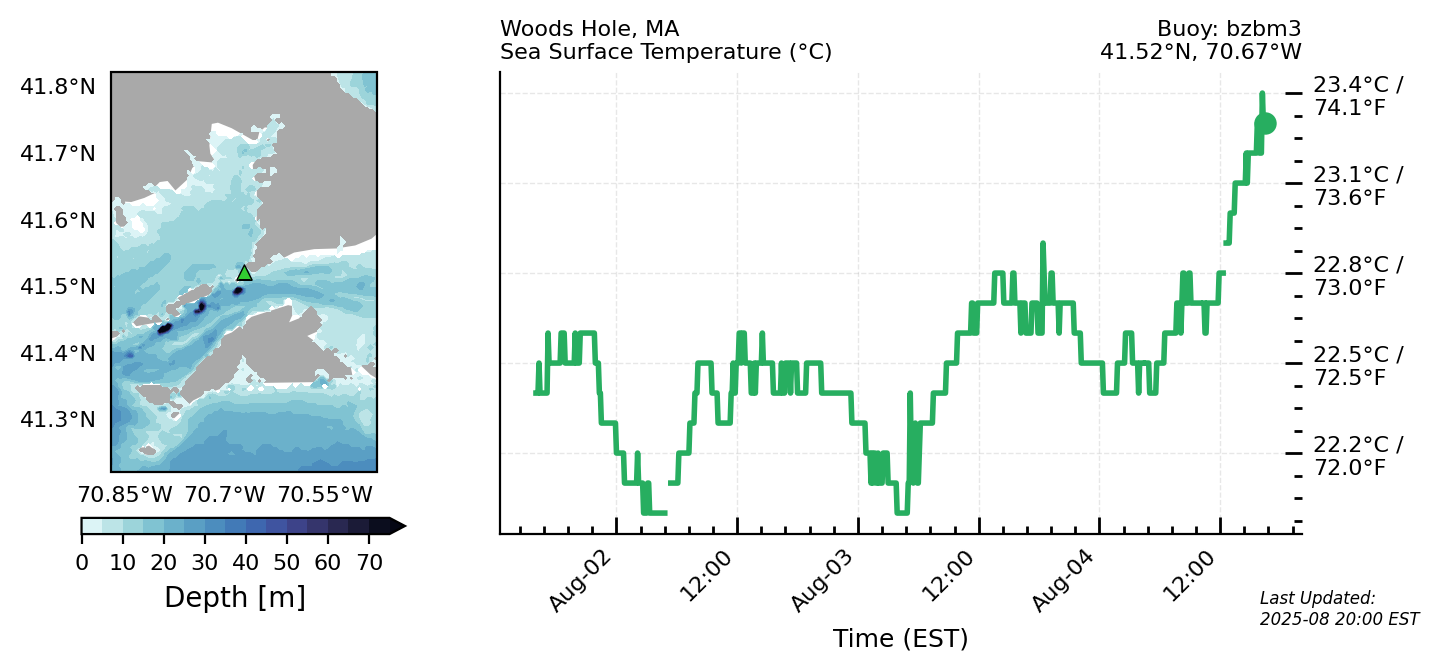 Woods Hole, MA
Sea Surface Temperature (°C)
Buoy: bzbm3
41.52°N, 70.67°W
41.8°N
41.7°N
41.6°N
41.5°N
41.4°N
41.3°N
70.85°W 70.7°W 70.55°W
0 10 20 30 40 50 60 70
Depth [m]
23.4°C /
74.1°F
23.1°C /
73.6°F
22.8°C /
73.0°F
22.5°C /
72.5°F
22.2°C /
72.0°F
Aug-02 12:00 Aug-03 12:00 Aug-04 12:00
Time (EST)
Last Updated:
2025-08 20:00 EST